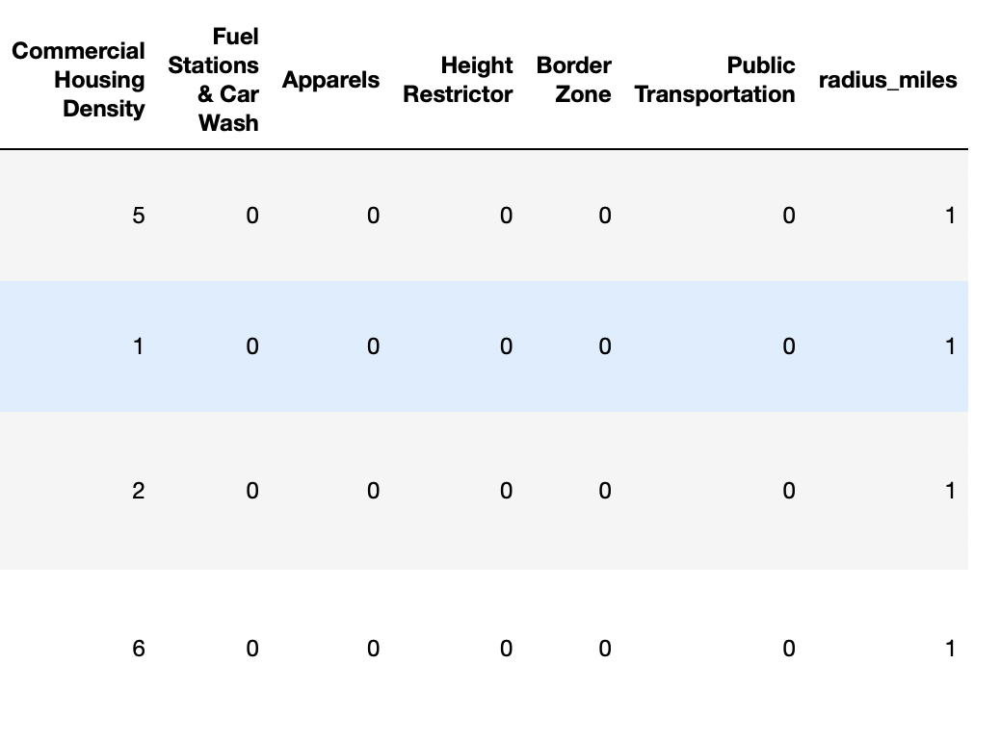 Commercial Housing Density Fuel Stations & Car Wash Apparels Height Restrictor Border Zone Public Transportation radius_miles
5 0 0 0 0 0 1
1 0 0 0 0 0 1
2 0 0 0 0 0 1
6 0 0 0 0 0 1